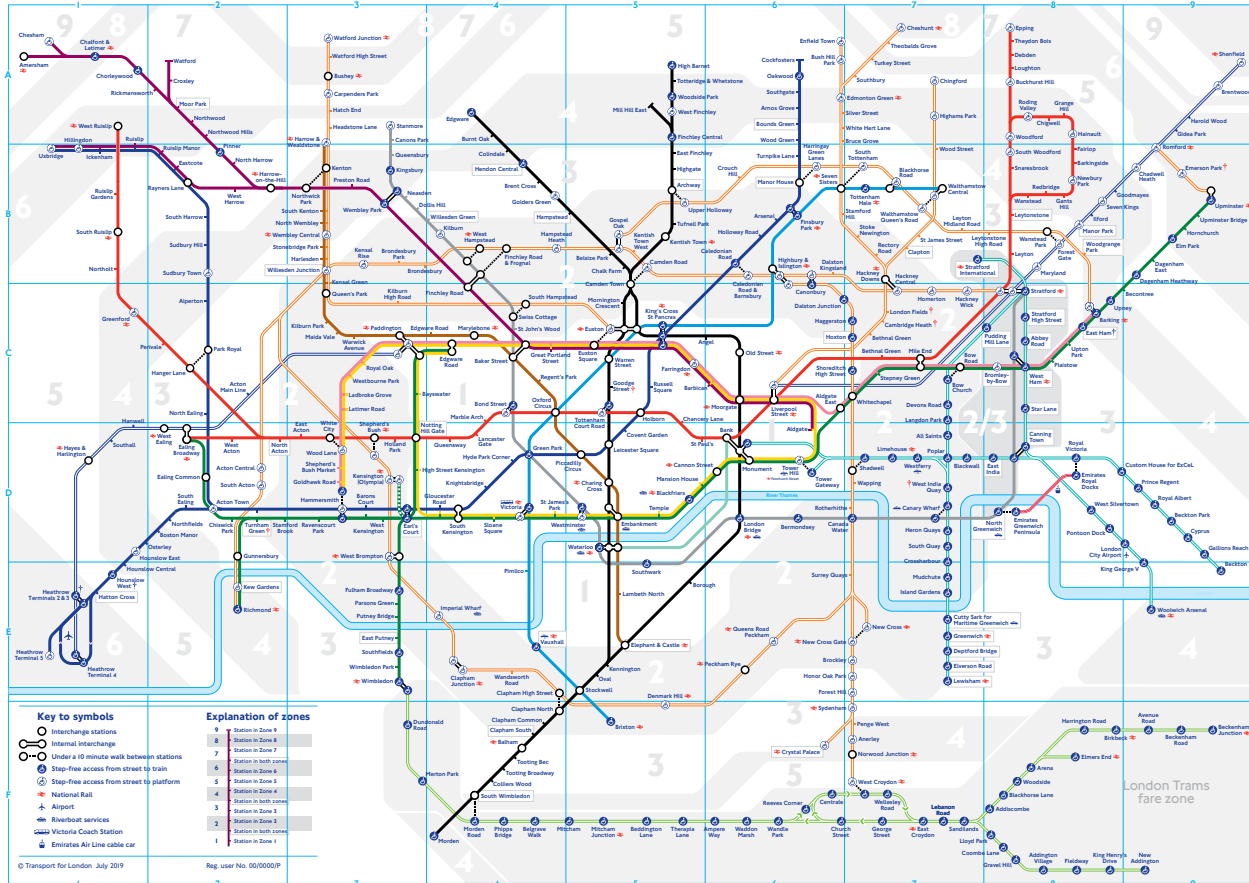 1
2
3
4
5
6
7
8
9
A
B
C
D
E
F
Chesham
Chalfont &
Latimer
Amersham
Chorleywood
Rickmansworth
Watford
Croxley
Moor Park
Northwood
Northwood Hills
Pinner
North Harrow
Harrow-
on-the-Hill
West Ruislip
Hillingdon
Uxbridge
Ickenham
Ruislip
Ruislip Manor
Eastcote
Rayners Lane
West
Harrow
Ruislip
Gardens
South Ruislip
Northolt
Greenford
Perivale
Hanger Lane
South Harrow
Sudbury Hill
Sudbury Town
Alperton
Park Royal
North Ealing
Watford Junction
Watford High Street
Bushey
Carpenders Park
Hatch End
Headstone Lane
Harrow &
Wealdstone
Kenton
Preston Road
Northwick
Park
South Kenton
North Wembley
Wembley Central
Stonebridge Park
Harlesden
Willesden Junction
Kensal Green
Queen's Park
Kilburn Park
Maida Vale
Warwick
Avenue
Stanmore
Canons Park
Queensbury
Kingsbury
Neasden
Wembley Park
Dollis Hill
Willesden Green
Kilburn
West
Hampstead
Finchley Road
& Frognal
Hampstead
Heath
Kensal
Rise
Brondesbury
Park
Brondesbury
Kilburn
High Road
Finchley Road
South Hampstead
Swiss Cottage
St John's Wood
Edgware
Burnt Oak
Colindale
Hendon Central
Brent Cross
Golders Green
Hampstead
Belsize Park
Chalk Farm
Camden Town
Mornington
Crescent
High Barnet
Totteridge & Whetstone
Woodside Park
West Finchley
Mill Hill East
Finchley Central
East Finchley
Highgate
Archway
Upper Holloway
Tufnell Park
Gospel
Oak
Kentish
Town
West
Kentish Town
Camden Road
Crouch
Hill
Cockfosters
Oakwood
Southgate
Arnos Grove
Bounds Green
Wood Green
Turnpike Lane
Harringay
Green
Lanes
Manor House
Arsenal
Finsbury
Park
Holloway Road
Caledonian
Road
Caledonian
Road &
Barnsbury
Highbury &
Islington
Canonbury
Enfield Town
Bush Hill
Park
Cheshunt
Theobalds Grove
Turkey Street
Southbury
Edmonton Green
Silver Street
White Hart Lane
Bruce Grove
South
Tottenham
Seven
Sisters
Tottenham
Hale
Blackhorse
Road
Walthamstow
Central
Chingford
Highams Park
Wood Street
Stamford
Hill
Stoke
Newington
Rectory
Road
Walthamstow
Queen's Road
St James Street
Clapton
Leyton
Midland Road
Leytonstone
High Road
Hackney
Downs
Hackney
Central
Homerton
Hackney
Wick
London Fields
Cambridge Heath
Bethnal Green
Dalston
Kingsland
Dalston Junction
Haggerston
Hoxton
Shoreditch
High Street
Epping
Theydon Bois
Debden
Loughton
Buckhurst Hill
Roding
Valley
Chigwell
Grange
Hill
Hainault
Fairlop
Barkingside
Newbury
Park
Woodford
South Woodford
Snaresbrook
Redbridge
Wanstead
Gants
Hill
Leytonstone
Leyton
Wanstead
Park
Forest
Gate
Woodgrange
Park
Manor Park
Maryland
Ilford
Seven Kings
Goodmayes
Chadwell
Heath
Romford
Gidea Park
Harold Wood
Brentwood
Shenfield
Emerson Park
Upminster
Upminster Bridge
Hornchurch
Elm Park
Dagenham
East
Dagenham Heathway
Becontree
Upney
Barking
East Ham
Upton
Park
Plaistow
Stratford
International
Stratford
Stratford
High Street
Abbey
Road
West
Ham
Star Lane
Canning
Town
Pudding
Mill Lane
Bow Road
Bromley-
by-Bow
Bow
Church
Mile End
Bethnal Green
Stepney Green
Whitechapel
Devons Road
Langdon Park
All Saints
Poplar
Blackwall
East
India
Limehouse
Westferry
Shadwell
Wapping
Rotherhithe
Canada
Water
Surrey Quays
West India
Quay
Canary Wharf
Heron Quays
South Quay
Crossharbour
Mudchute
Island Gardens
Cutty Sark for
Maritime Greenwich
Greenwich
Deptford Bridge
Elverson Road
Lewisham
North
Greenwich
Emirates
Greenwich
Peninsula
Emirates
Royal
Docks
Royal
Victoria
Custom House for ExCeL
Prince Regent
Royal Albert
Beckton Park
Cyprus
Gallions Reach
Beckton
West Silvertown
Pontoon Dock
London
City Airport
King George V
Woolwich Arsenal
Paddington
Edgware Road
Marylebone
Edgware
Road
Baker Street
Great Portland
Street
Euston
Euston
Square
King's Cross
St Pancras
Warren
Street
Goodge
Street
Russell
Square
Regent's Park
Royal Oak
Westbourne Park
Ladbroke Grove
Latimer Road
Bayswater
Angel
Old Street
Farringdon
Barbican
Moorgate
Liverpool
Street
Aldgate
East
Aldgate
Bond Street
Oxford
Circus
Tottenham
Court Road
Holborn
Chancery Lane
Marble Arch
Lancaster
Gate
Queensway
Notting
Hill Gate
Holland
Park
Shepherd's
Bush
White
City
Wood Lane
East
Acton
North
Acton
West
Acton
Acton
Main Line
Hanwell
Southall
Hayes &
Harlington
West
Ealing
Ealing
Broadway
Ealing Common
South
Ealing
Northfields
Boston Manor
Osterley
Hounslow East
Hounslow Central
Hounslow
West
Hatton Cross
Heathrow
Terminals 2 & 3
Heathrow
Terminal 5
Heathrow
Terminal 4
Acton Central
South Acton
Acton Town
Chiswick
Park
Turnham
Green
Stamford
Brook
Ravenscourt
Park
Gunnersbury
Kew Gardens
Richmond
Shepherd's
Bush Market
Goldhawk Road
Hammersmith
Kensington
(Olympia)
Barons
Court
West
Kensington
Earl's
Court
High Street Kensington
Gloucester
Road
South
Kensington
Sloane
Square
Knightsbridge
Hyde Park Corner
Green Park
Victoria
St James's
Park
Westminster
Piccadilly
Circus
Leicester Square
Covent Garden
Charing
Cross
Embankment
Temple
Blackfriars
Mansion House
Cannon Street
St Paul's
Bank
Monument
Tower
Hill
Fenchurch Street
Tower
Gateway
River Thames
London
Bridge
Bermondsey
Waterloo
Southwark
Borough
Lambeth North
Elephant & Castle
Kennington
Oval
Stockwell
Brixton
Pimlico
Vauxhall
West Brompton
Fulham Broadway
Parsons Green
Putney Bridge
East Putney
Southfields
Wimbledon Park
Wimbledon
Imperial Wharf
Clapham
Junction
Wandsworth
Road
Clapham High Street
Clapham North
Clapham Common
Clapham South
Balham
Tooting Bec
Tooting Broadway
Colliers Wood
South Wimbledon
Morden
Denmark Hill
Peckham Rye
Queens Road
Peckham
New Cross
New Cross Gate
Brockley
Honor Oak Park
Forest Hill
Sydenham
Penge West
Anerley
Crystal Palace
Norwood Junction
West Croydon
Dundonald
Road
Merton Park
Morden
Road
Phipps
Bridge
Belgrave
Walk
Mitcham
Mitcham
Junction
Beddington
Lane
Therapia
Lane
Ampere
Way
Waddon
Marsh
Wandle
Park
Reeves Corner
Centrale
Church
Street
Wellesley
Road
George
Street
East
Croydon
Lebanon
Road
Sandilands
Addiscombe
Blackhorse Lane
Woodside
Arena
Elmers End
Harrington Road
Birkbeck
Avenue
Road
Beckenham
Road
Beckenham
Junction
Lloyd Park
Coombe Lane
Gravel Hill
Addington
Village
Fieldway
King Henry's
Drive
New
Addington
London Trams
fare zone
2/3
Key to symbols
Interchange stations
Internal interchange
Under a 10 minute walk between stations
Step-free access from street to train
Step-free access from street to platform
National Rail
Airport
Riverboat services
Victoria Coach Station
Emirates Air Line cable car
Explanation of zones
9 Station in Zone 9
8 Station in Zone 8
7 Station in Zone 7
Station in both zones
6 Station in Zone 6
5 Station in Zone 5
4 Station in Zone 4
Station in both zones
3 Station in Zone 3
2 Station in Zone 2
Station in both zones
1 Station in Zone 1
© Transport for London July 2019
Reg. user No. 00/0000/P